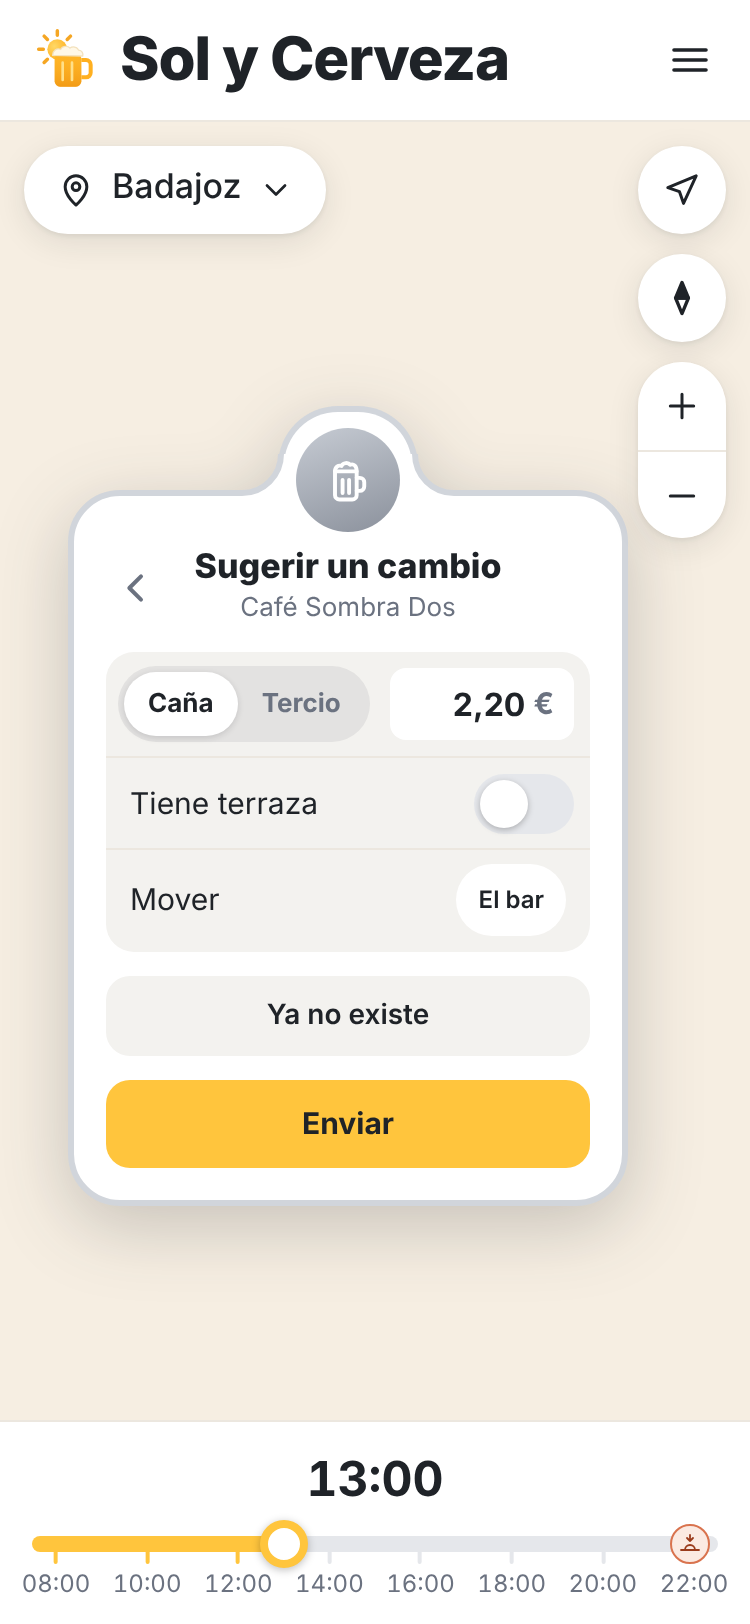 Sol y Cerveza
Badajoz
Sugerir un cambio
Café Sombra Dos
Caña Tercio 2,20 €
Tiene terraza
Mover El bar
Ya no existe
Enviar
13:00
08:00 10:00 12:00 14:00 16:00 18:00 20:00 22:00